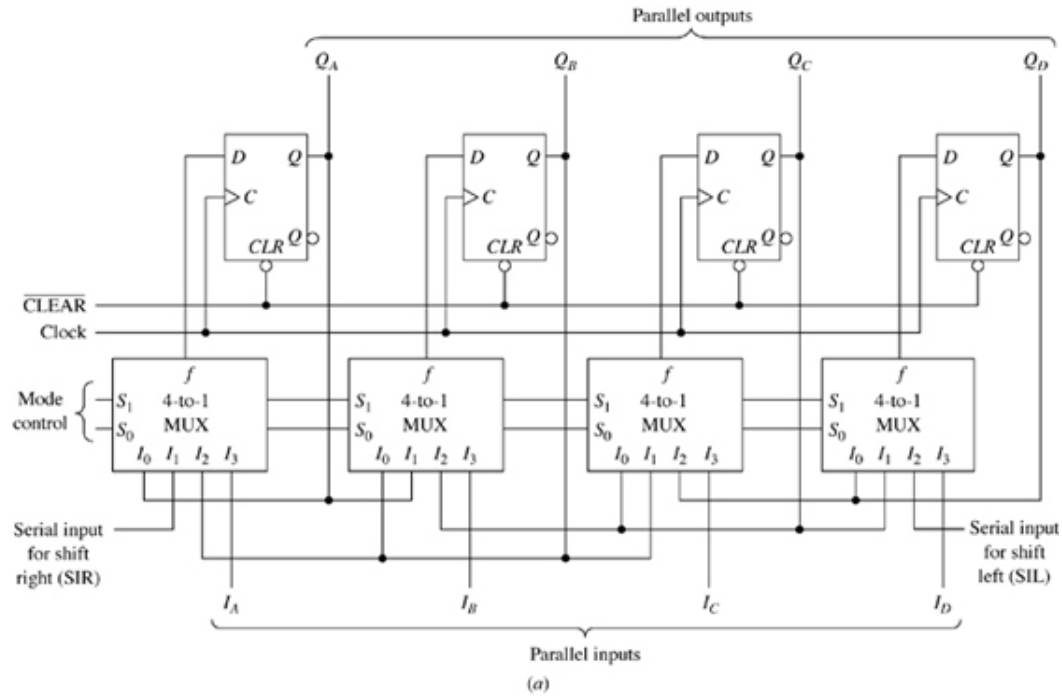 Parallel outputs
Q_A Q_B Q_C Q_D
D Q D Q D Q D Q
C C C C
Q Q Q Q
CLR CLR CLR CLR
CLEAR
Clock
f f f f
Mode control
S_1 4-to-1 S_1 4-to-1 S_1 4-to-1 S_1 4-to-1
S_0 MUX S_0 MUX S_0 MUX S_0 MUX
I_0 I_1 I_2 I_3 I_0 I_1 I_2 I_3 I_0 I_1 I_2 I_3 I_0 I_1 I_2 I_3
Serial input
for shift
right (SIR)
Serial input
for shift
left (SIL)
I_A I_B I_C I_D
Parallel inputs
(a)